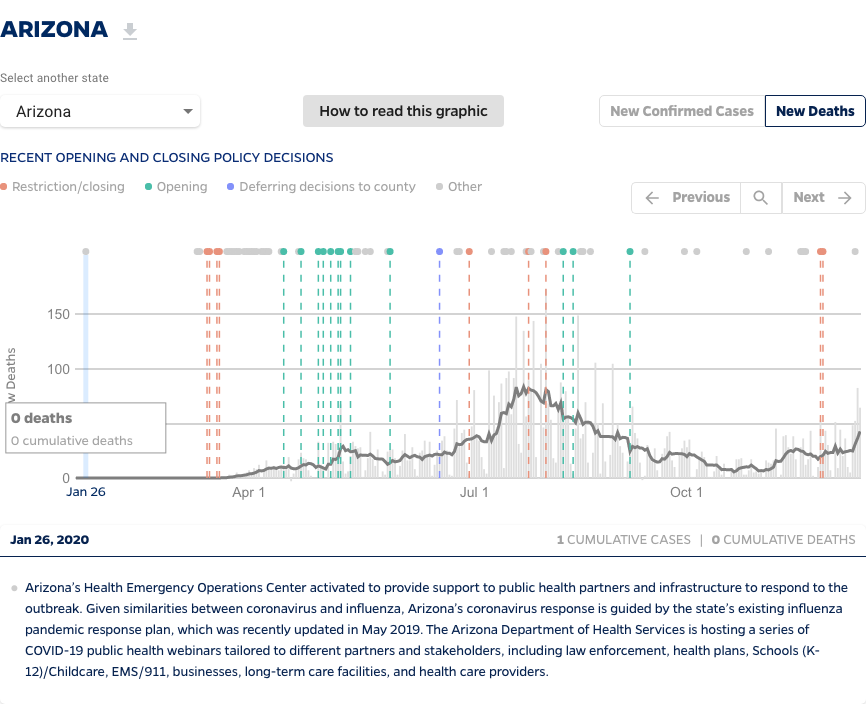 ARIZONA
Select another state
Arizona
How to read this graphic
New Confirmed Cases
New Deaths
RECENT OPENING AND CLOSING POLICY DECISIONS
Restriction/closing
Opening
Deferring decisions to county
Other
Previous
Next
150
100
w Deaths
0 deaths
0 cumulative deaths
0
Jan 26
Apr 1
Jul 1
Oct 1
Jan 26, 2020
1 CUMULATIVE CASES | 0 CUMULATIVE DEATHS
Arizona's Health Emergency Operations Center activated to provide support to public health partners and infrastructure to respond to the
outbreak. Given similarities between coronavirus and influenza, Arizona's coronavirus response is guided by the state's existing influenza
pandemic response plan, which was recently updated in May 2019. The Arizona Department of Health Services is hosting a series of
COVID-19 public health webinars tailored to different partners and stakeholders, including law enforcement, health plans, Schools (K-
12)/Childcare, EMS/911, businesses, long-term care facilities, and health care providers.